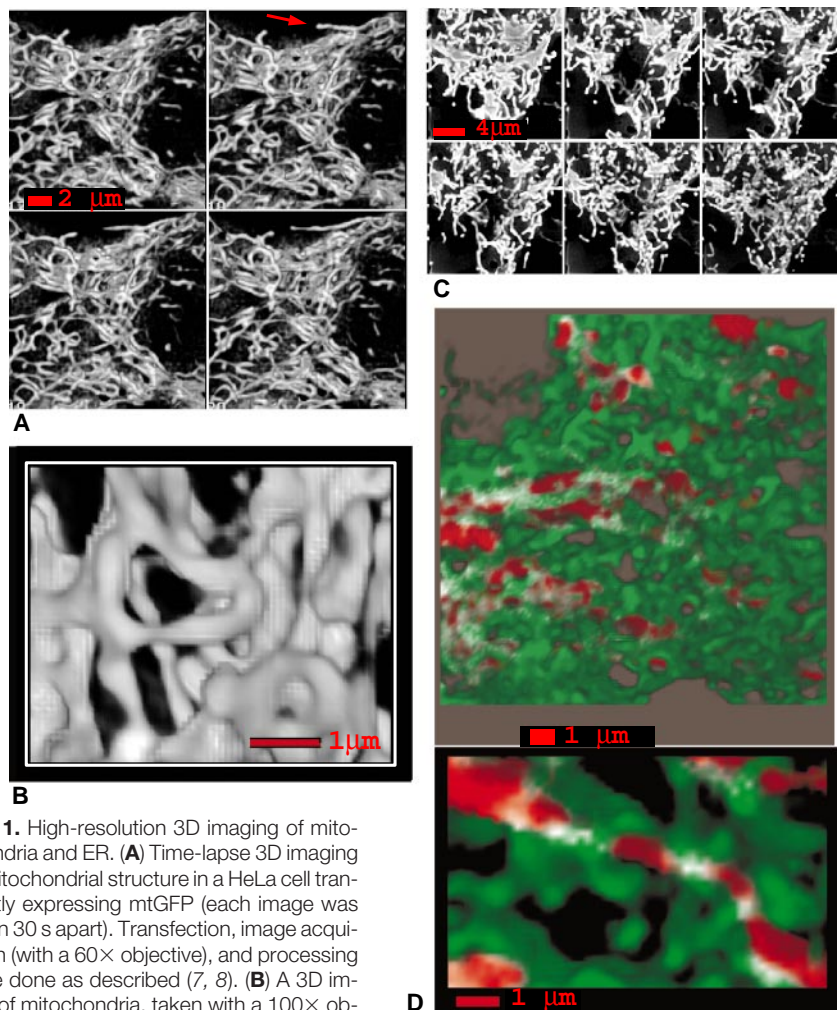 2 μm
A
4μm
C
1μm
B
1 μm
1 μm
D
1. High-resolution 3D imaging of mito-
ndria and ER. (A) Time-lapse 3D imaging
itochondrial structure in a HeLa cell tran-
tly expressing mtGFP (each image was
n 30 s apart). Transfection, image acqui-
n (with a 60× objective), and processing
e done as described (7, 8). (B) A 3D im-
of mitochondria, taken with a 100× ob-